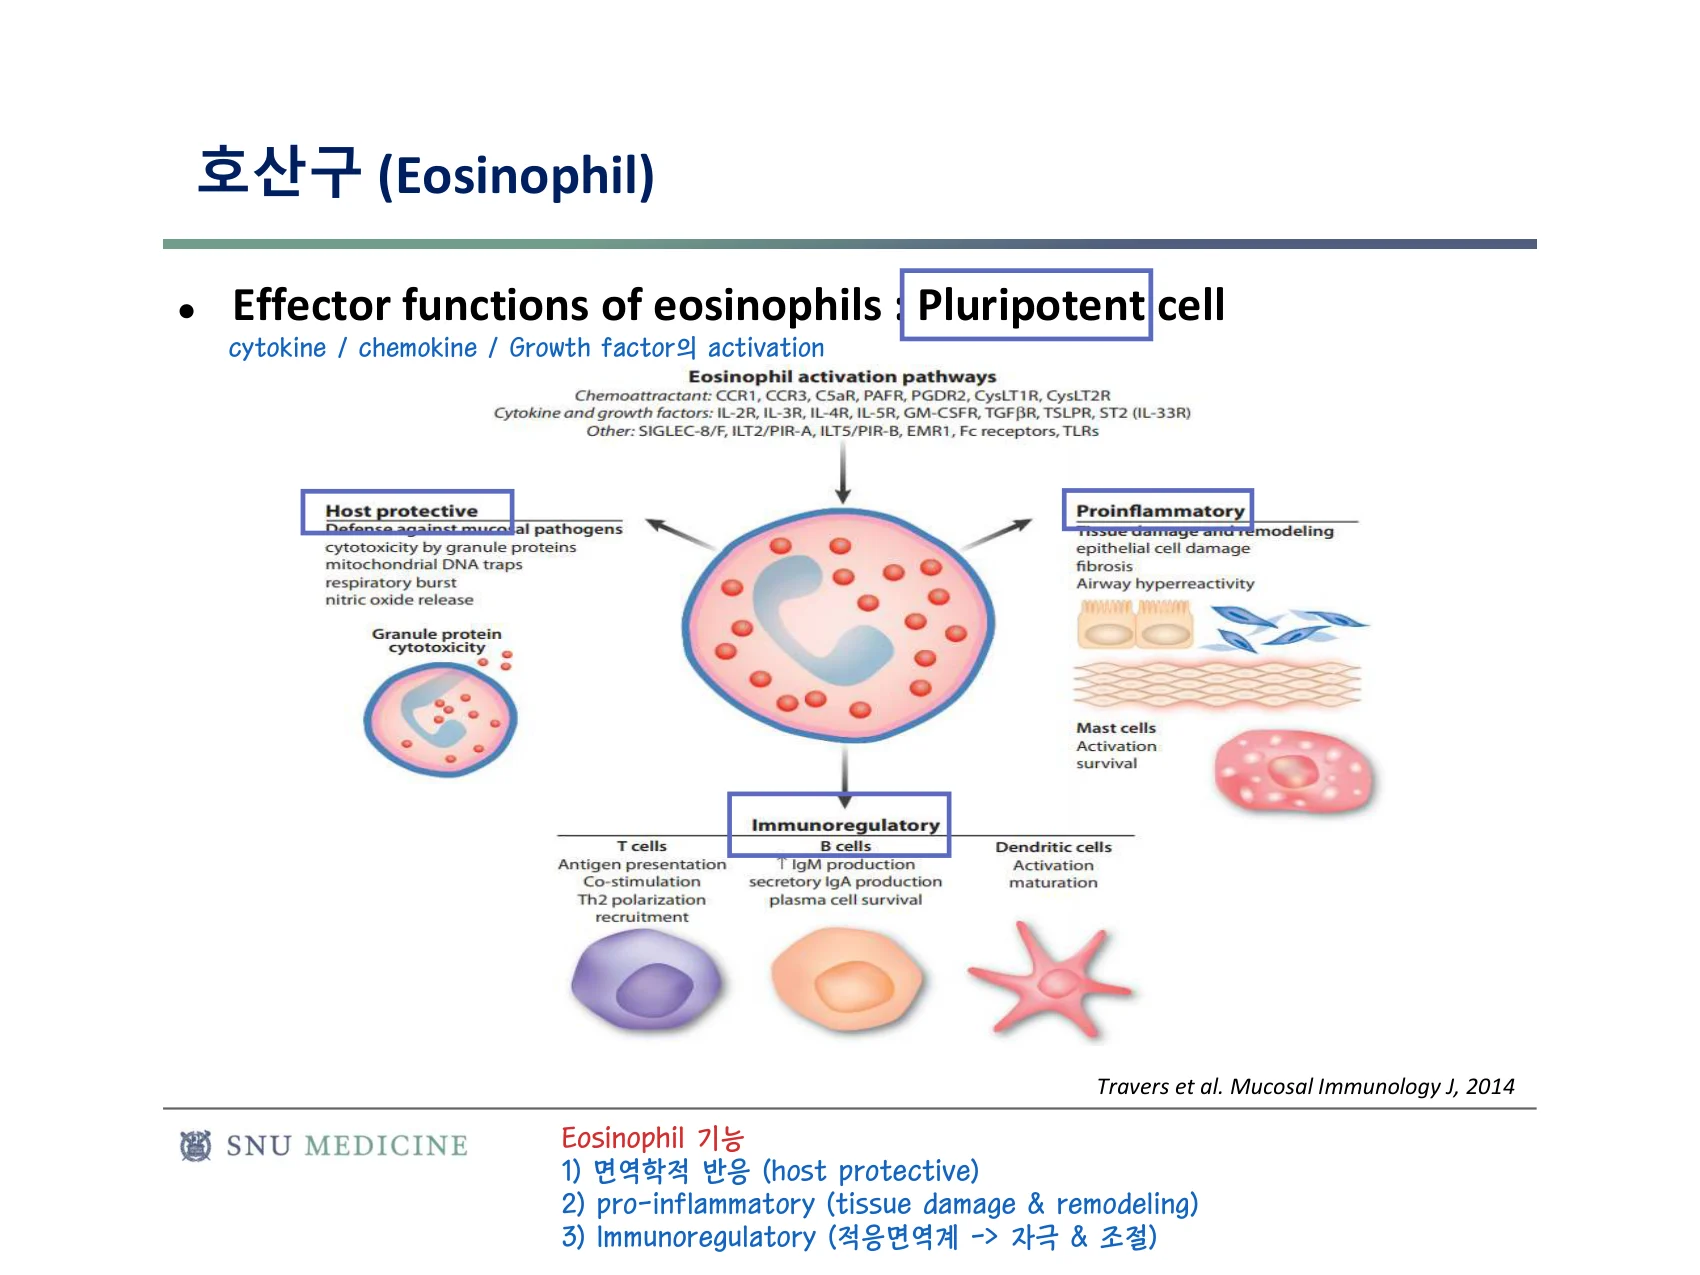 호산구 (Eosinophil)
● Effector functions of eosinophils : Pluripotent cell
cytokine / chemokine / Growth factor의 activation
Eosinophil activation pathways
Chemoattractant: CCR1, CCR3, C5aR, PAFR, PGDR2, CysLT1R, CysLT2R
Cytokine and growth factors: IL-2R, IL-3R, IL-4R, IL-5R, GM-CSFR, TGFβR, TSLPR, ST2 (IL-33R)
Other: SIGLEC-8/F, ILT2/PIR-A, ILT5/PIR-B, EMR1, Fc receptors, TLRs
Host protective
Defense against mucosal pathogens
cytotoxicity by granule proteins
mitochondrial DNA traps
respiratory burst
nitric oxide release
Granule protein
cytotoxicity
Proinflammatory
Tissue damage and remodeling
epithelial cell damage
fibrosis
Airway hyperreactivity
Mast cells
Activation
survival
Immunoregulatory
T cells
Antigen presentation
Co-stimulation
Th2 polarization
recruitment
B cells
↑ IgM production
secretory IgA production
plasma cell survival
Dendritic cells
Activation
maturation
Travers et al. Mucosal Immunology J, 2014
SNU MEDICINE
Eosinophil 기능
1) 면역학적 반응 (host protective)
2) pro-inflammatory (tissue damage & remodeling)
3) Immunoregulatory (적응면역계 -> 자극 & 조절)